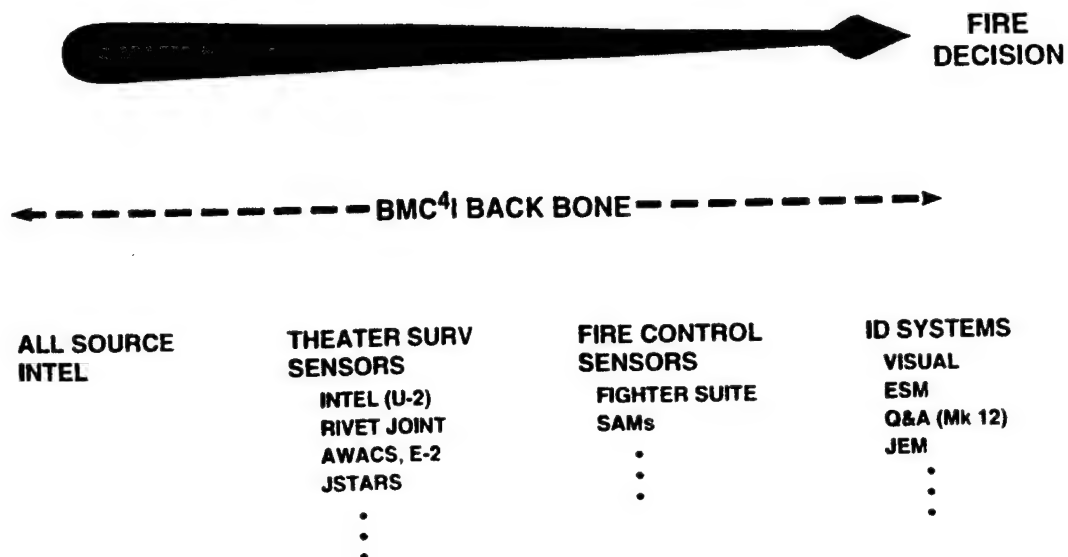 FIRE
DECISION
BMC⁴I BACK BONE
ALL SOURCE
INTEL
THEATER SURV
SENSORS
INTEL (U-2)
RIVET JOINT
AWACS, E-2
JSTARS
FIRE CONTROL
SENSORS
FIGHTER SUITE
SAMs
ID SYSTEMS
VISUAL
ESM
Q&A (Mk 12)
JEM